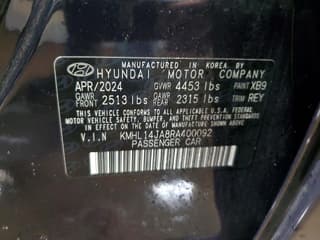 MANUFACTURED IN KOREA BY
HYUNDAI MOTOR COMPANY
APR/2024 GVWR 4453 lbs PAINT XB9
GAWR FRONT 2513 lbs GAWR REAR 2315 lbs TRIM REY
THIS VEHICLE CONFORMS TO ALL APPLICABLE U.S.A. FEDERAL
MOTOR VEHICLE SAFETY, BUMPER, AND THEFT PREVENTION
STANDARDS IN EFFECT ON THE DATE OF MANUFACTURE SHOWN ABOVE.
V.I.N KMHL14JA8RA400092
PASSENGER CAR